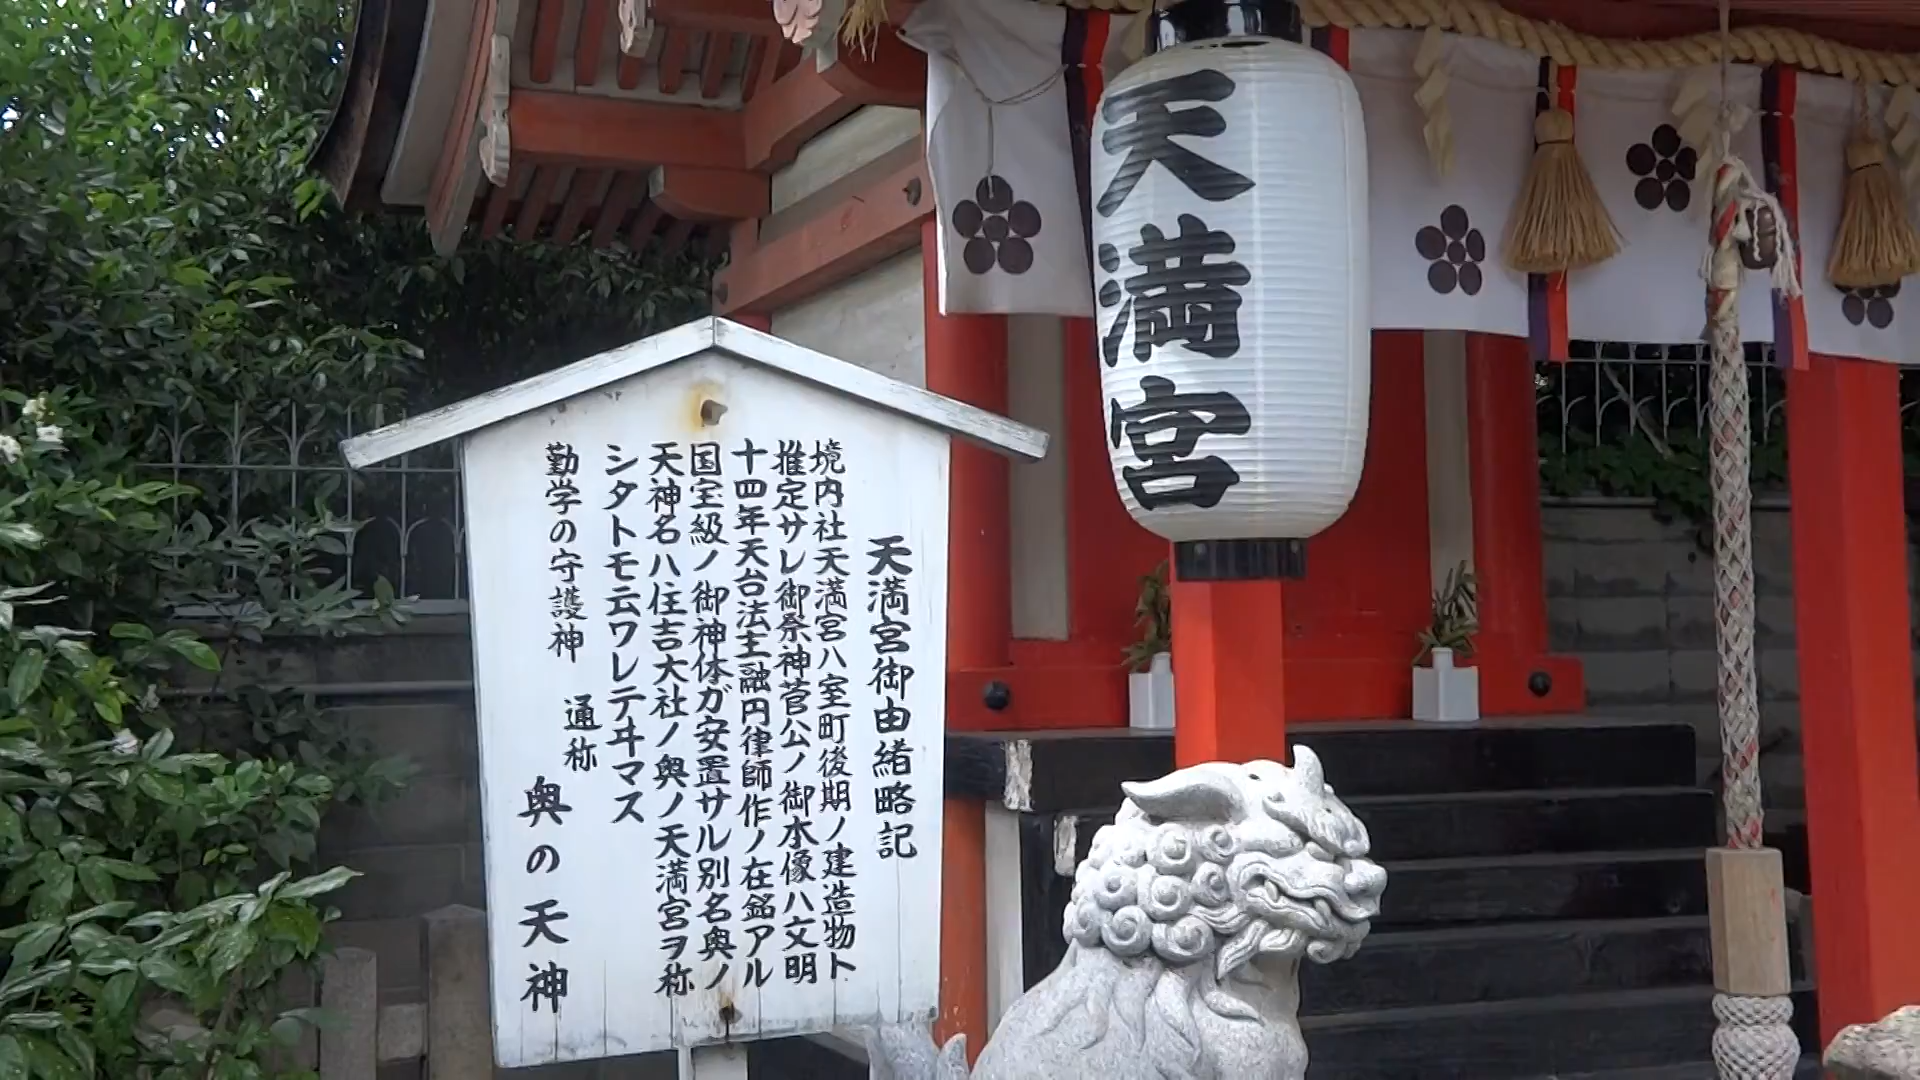 天満宮御由緒略記
境内社天満宮ハ室町後期ノ建造物ト
推定サレ御祭神菅公ノ御木像ハ文明
十四年天台法主融円律師作ノ在銘アル
国宝級ノ御神体ガ安置サル別名奥ノ
天神名ハ住吉大社ノ奥ノ天満宮ヲ称
シタトモ云ワレテヰマス
勤学の守護神
通称
奥の天神
天満宮